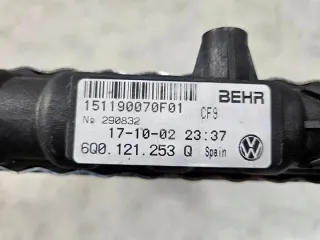 151190070F01 BEHR
No 290832 CF9
17-10-02 23:37
6Q0.121.253 Q Spain